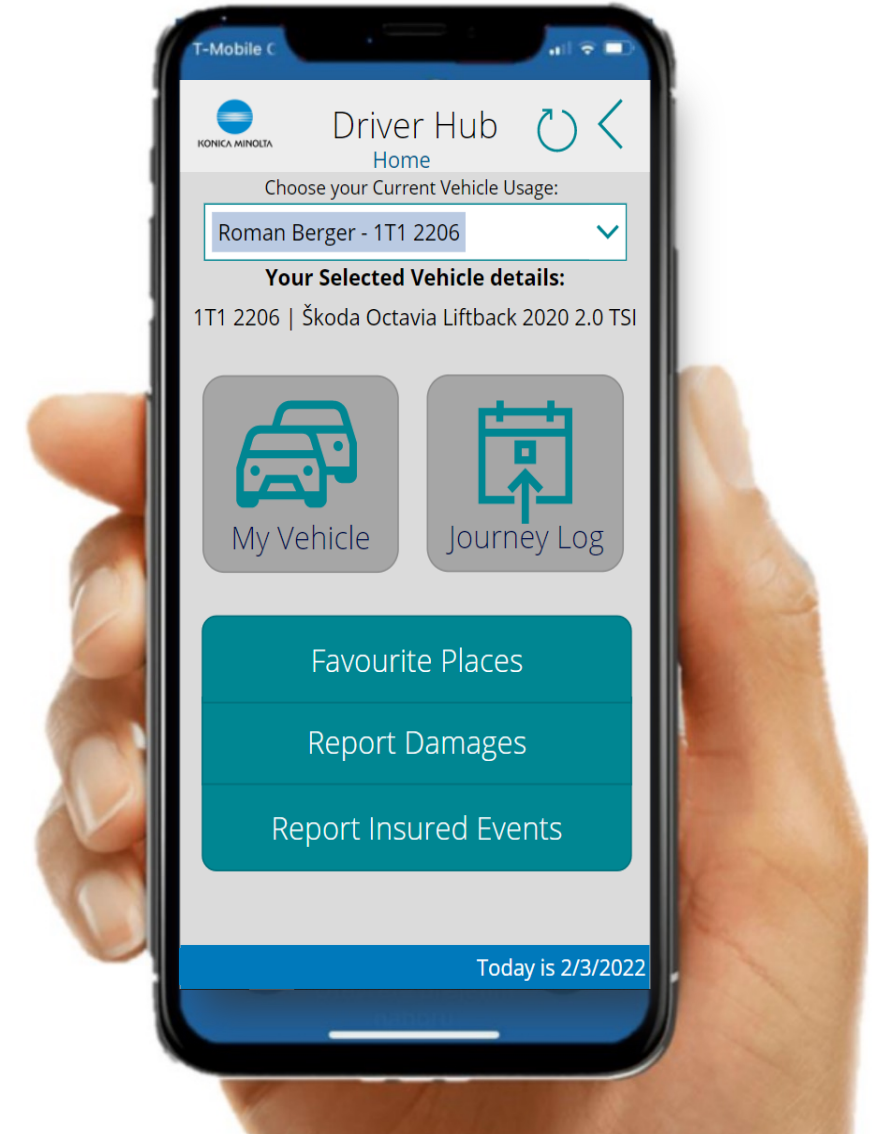 T-Mobile C
KONICA MINOLTA
Driver Hub
Home
Choose your Current Vehicle Usage:
Roman Berger - 1T1 2206
Your Selected Vehicle details:
1T1 2206 | Škoda Octavia Liftback 2020 2.0 TSI
My Vehicle
Journey Log
Favourite Places
Report Damages
Report Insured Events
Today is 2/3/2022